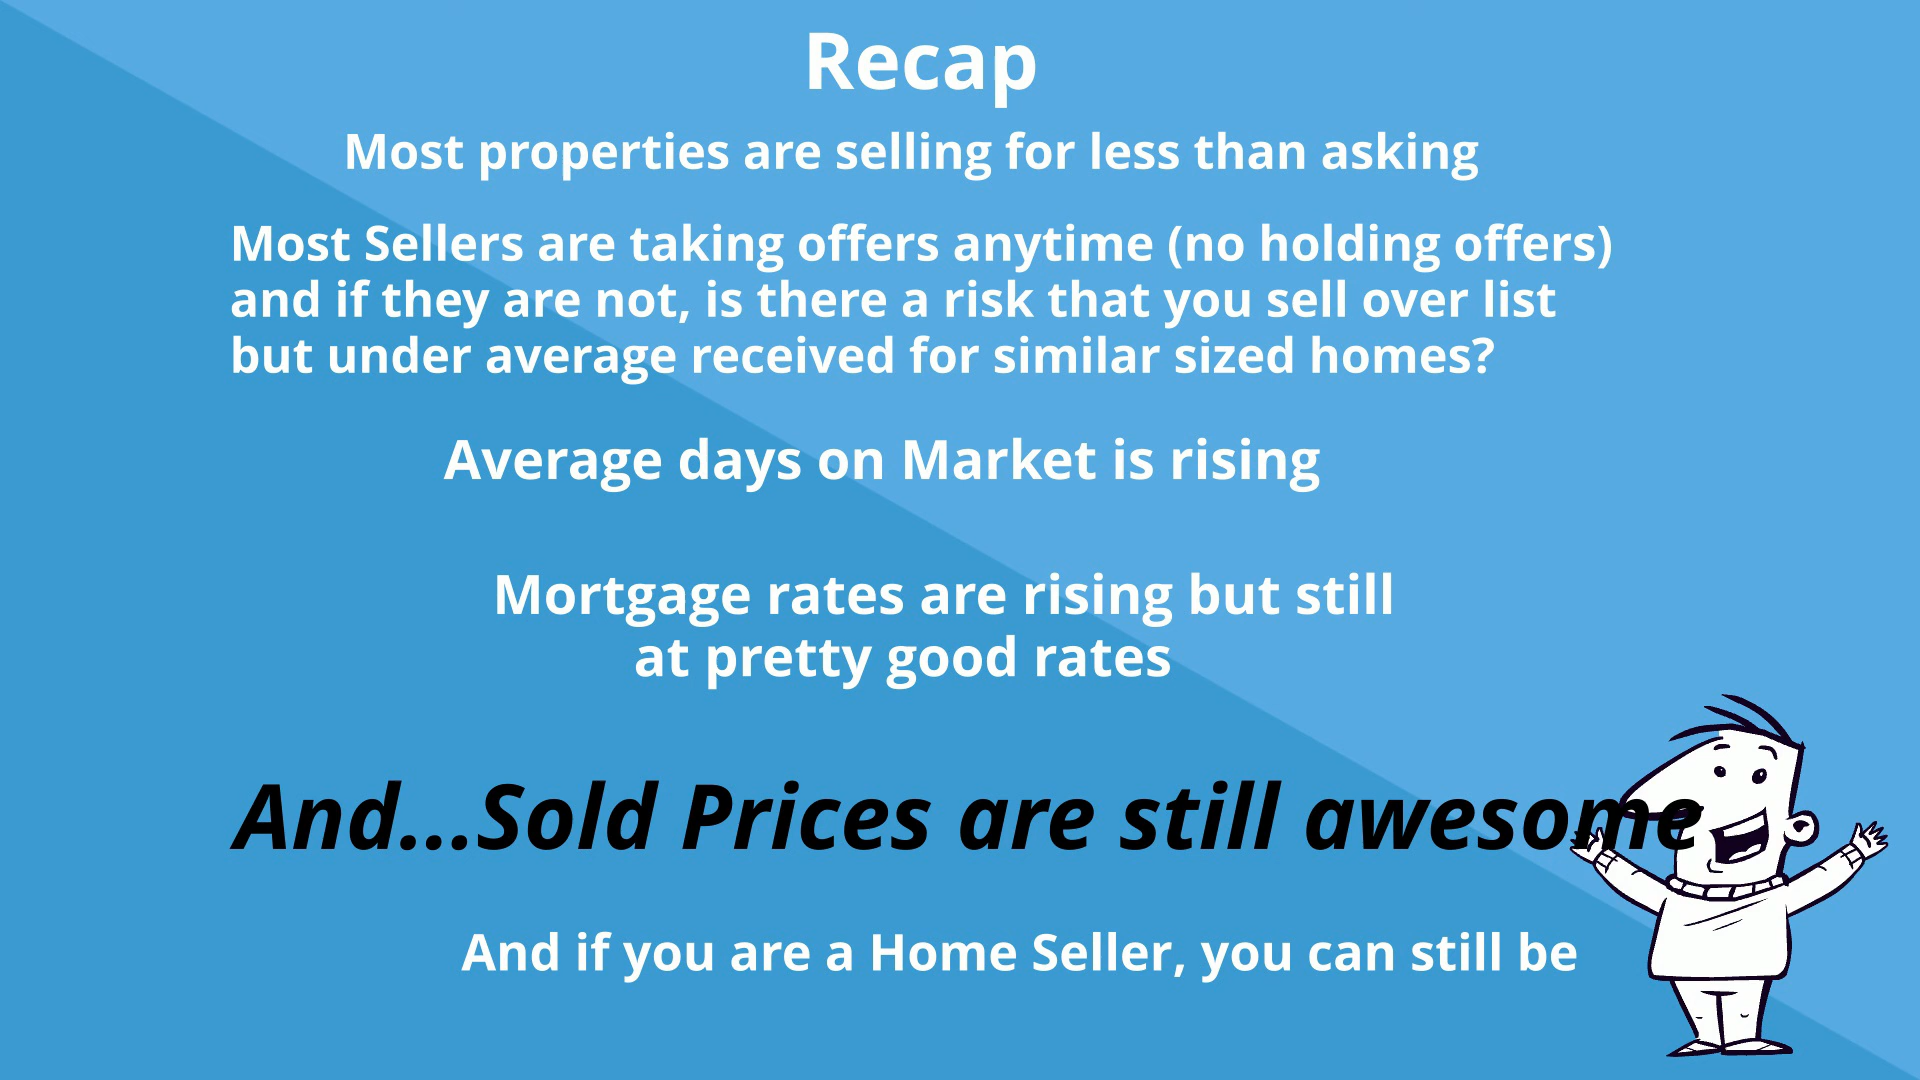 Recap
Most properties are selling for less than asking
Most Sellers are taking offers anytime (no holding offers)
and if they are not, is there a risk that you sell over list
but under average received for similar sized homes?
Average days on Market is rising
Mortgage rates are rising but still
at pretty good rates
And...Sold Prices are still awesome
And if you are a Home Seller, you can still be